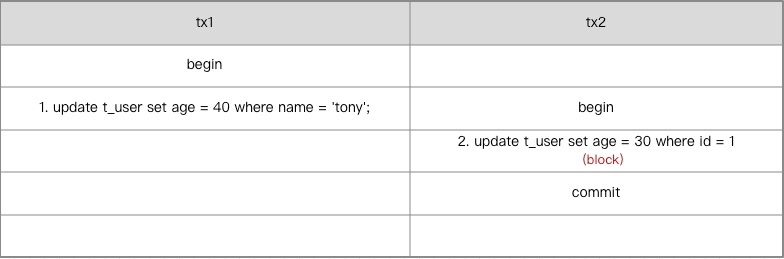 tx1
tx2
begin
1. update t_user set age = 40 where name = 'tony';
begin
2. update t_user set age = 30 where id = 1
(block)
commit